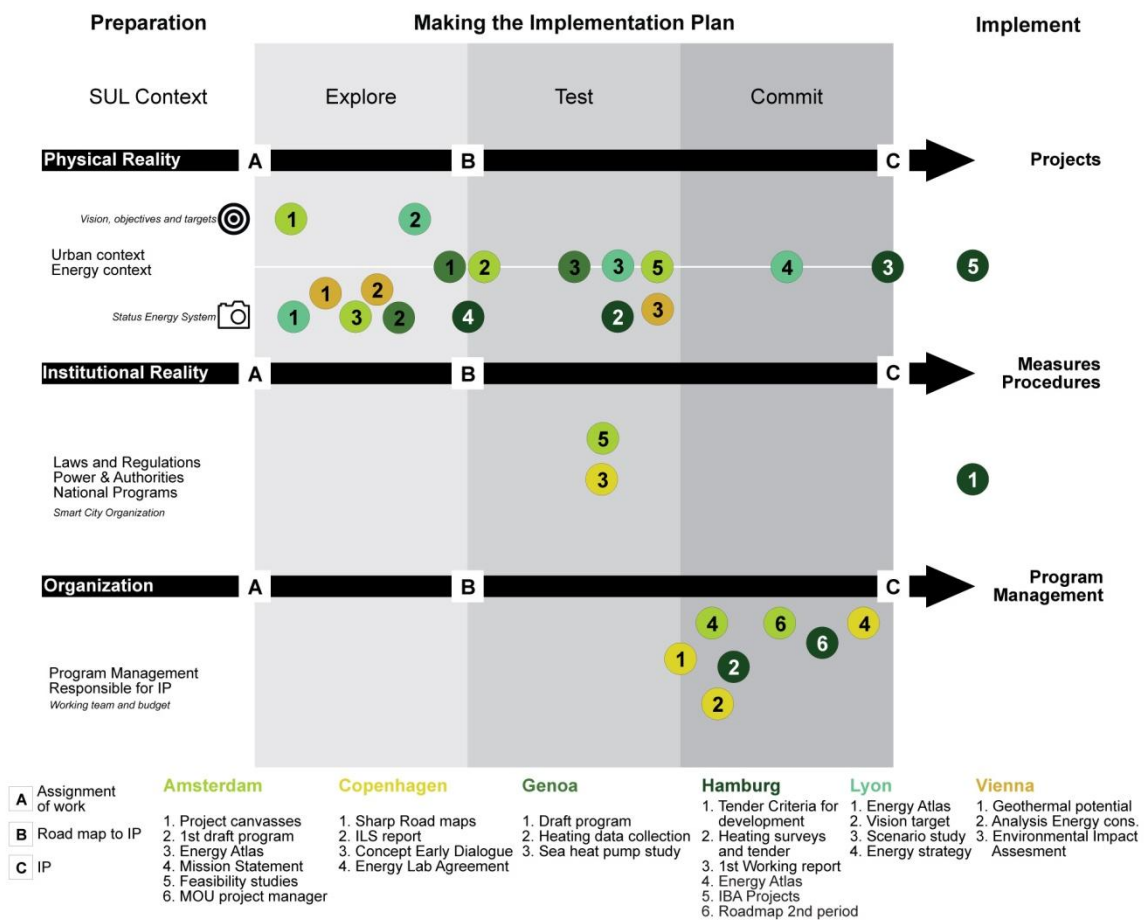 Preparation
Making the Implementation Plan
Implement
SUL Context
Explore
Test
Commit
Physical Reality
A
B
C
Projects
Vision, objectives and targets
1
2
Urban context
Energy context
1
2
3
3
5
4
3
5
1
2
Status Energy System
1
3
2
4
2
3
Institutional Reality
A
B
C
Measures
Procedures
5
Laws and Regulations
Power & Authorities
National Programs
Smart City Organization
3
1
Organization
A
B
C
Program
Management
4
6
4
6
1
2
Program Management
Responsible for IP
Working team and budget
2
A Assignment
of work
B Road map to IP
C IP
Amsterdam
1. Project canvasses
2. 1st draft program
3. Energy Atlas
4. Mission Statement
5. Feasibility studies
6. MOU project manager
Copenhagen
1. Sharp Road maps
2. ILS report
3. Concept Early Dialogue
4. Energy Lab Agreement
Genoa
1. Draft program
2. Heating data collection
3. Sea heat pump study
Hamburg
1. Tender Criteria for
development
2. Heating surveys
and tender
3. 1st Working report
4. Energy Atlas
5. IBA Projects
6. Roadmap 2nd period
Lyon
1. Energy Atlas
2. Vision target
3. Scenario study
4. Energy strategy
Vienna
1. Geothermal potential
2. Analysis Energy cons.
3. Environmental Impact
Assesment